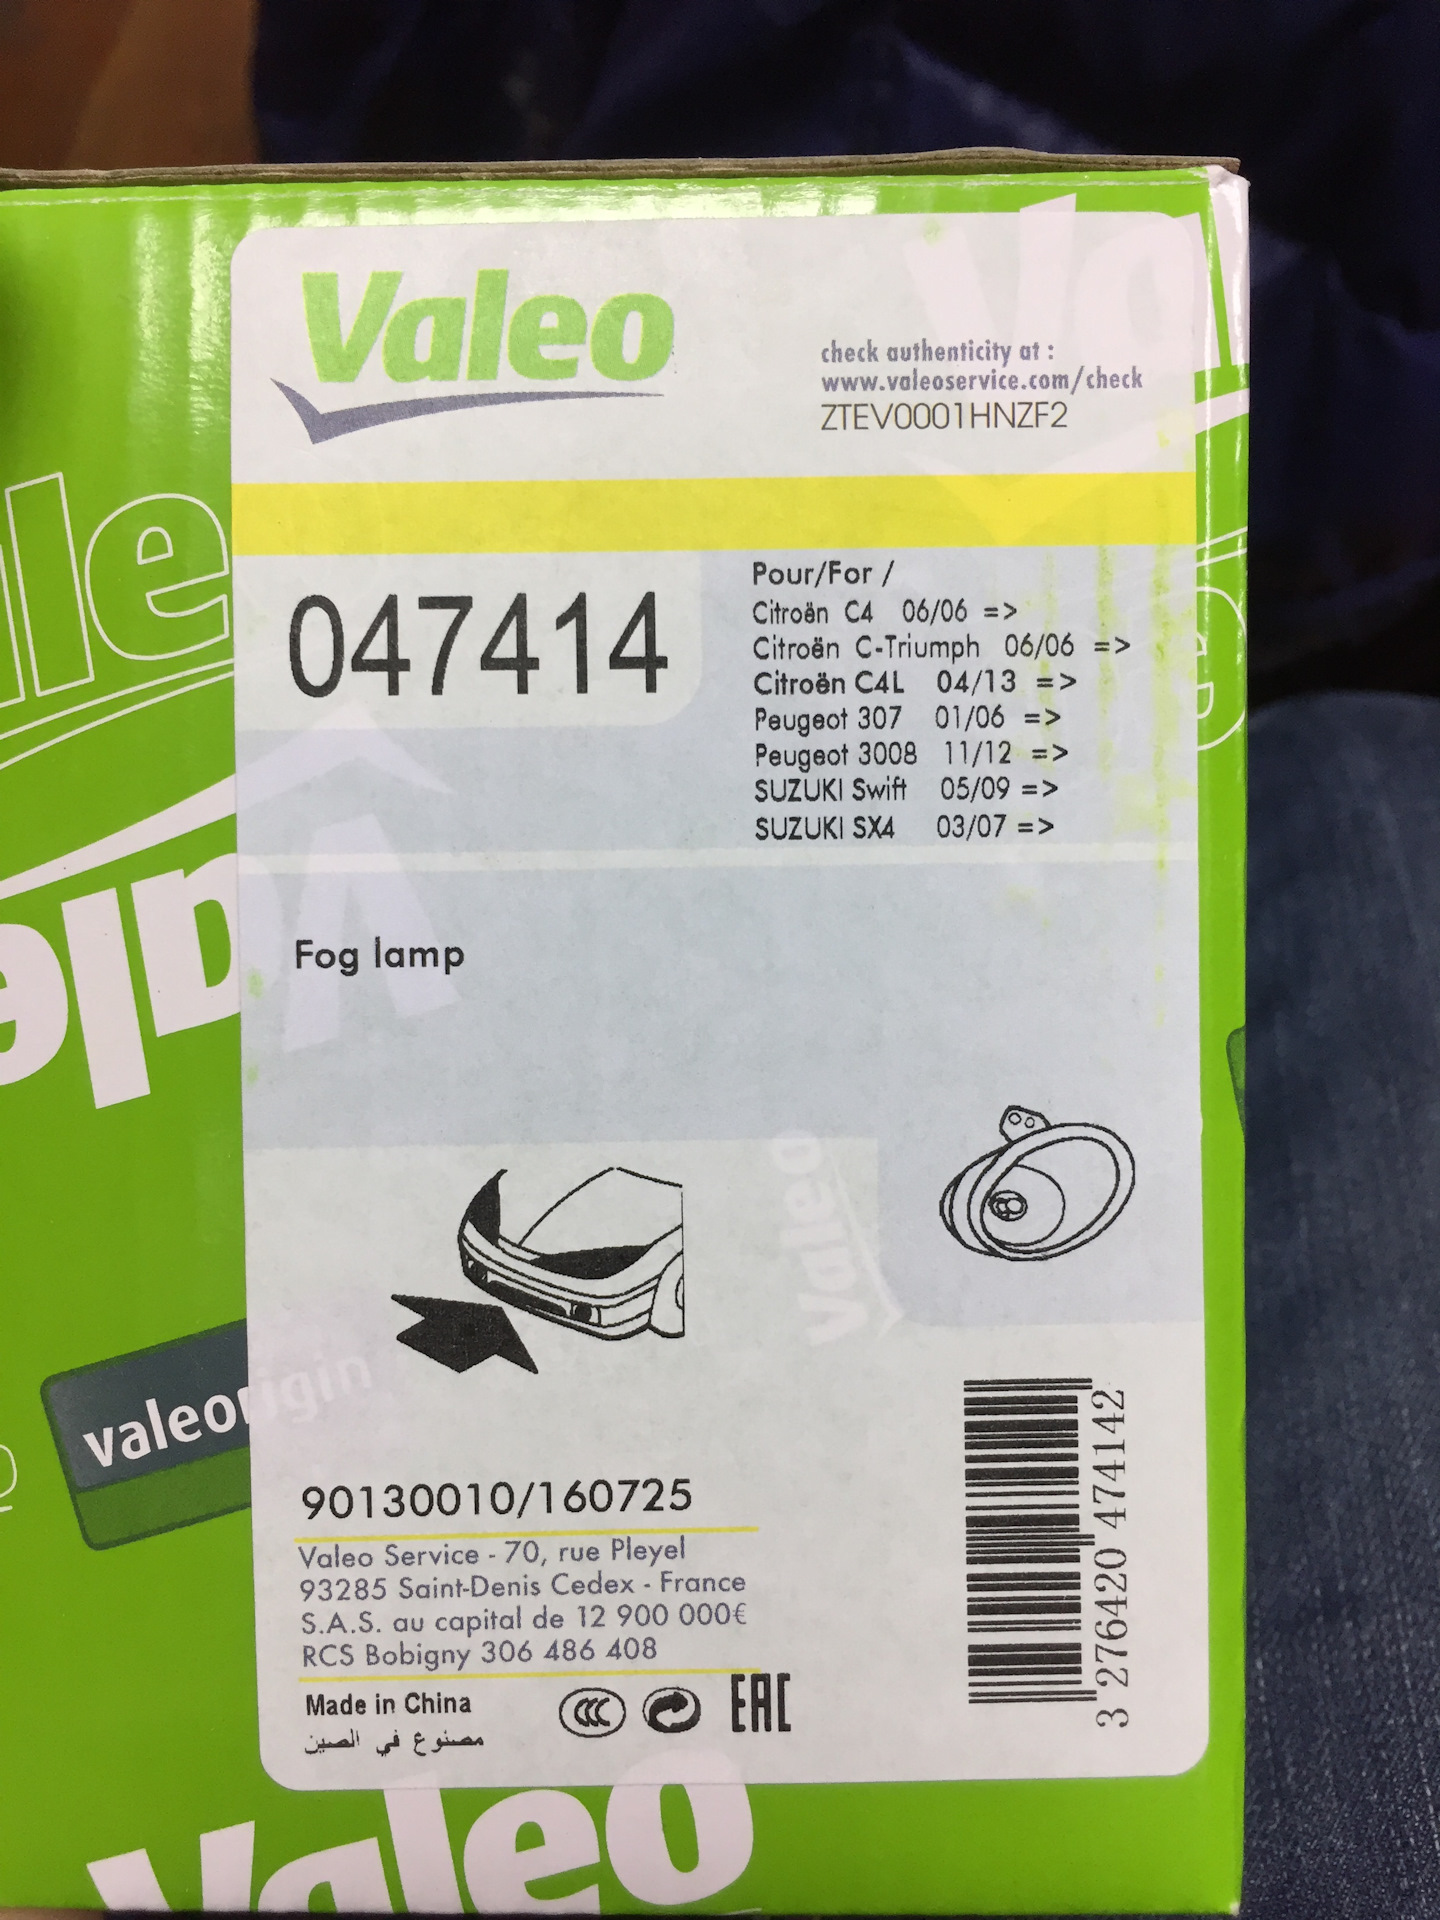 Valeo
check authenticity at :
www.valeoservice.com/check
ZTEV0001HNZF2
047414
Pour/For /
Citroën C4 06/06 =>
Citroën C-Triumph 06/06 =>
Citroën C4L 04/13 =>
Peugeot 307 01/06 =>
Peugeot 3008 11/12 =>
SUZUKI Swift 05/09 =>
SUZUKI SX4 03/07 =>
Fog lamp
Valeo
valeorigin
90130010/160725
Valeo Service - 70, rue Pleyel
93285 Saint-Denis Cedex - France
S.A.S. au capital de 12 900 000€
RCS Bobigny 306 486 408
Made in China
مصنوع في الصين
CCC
EAC
3 276420 474142
Valeo